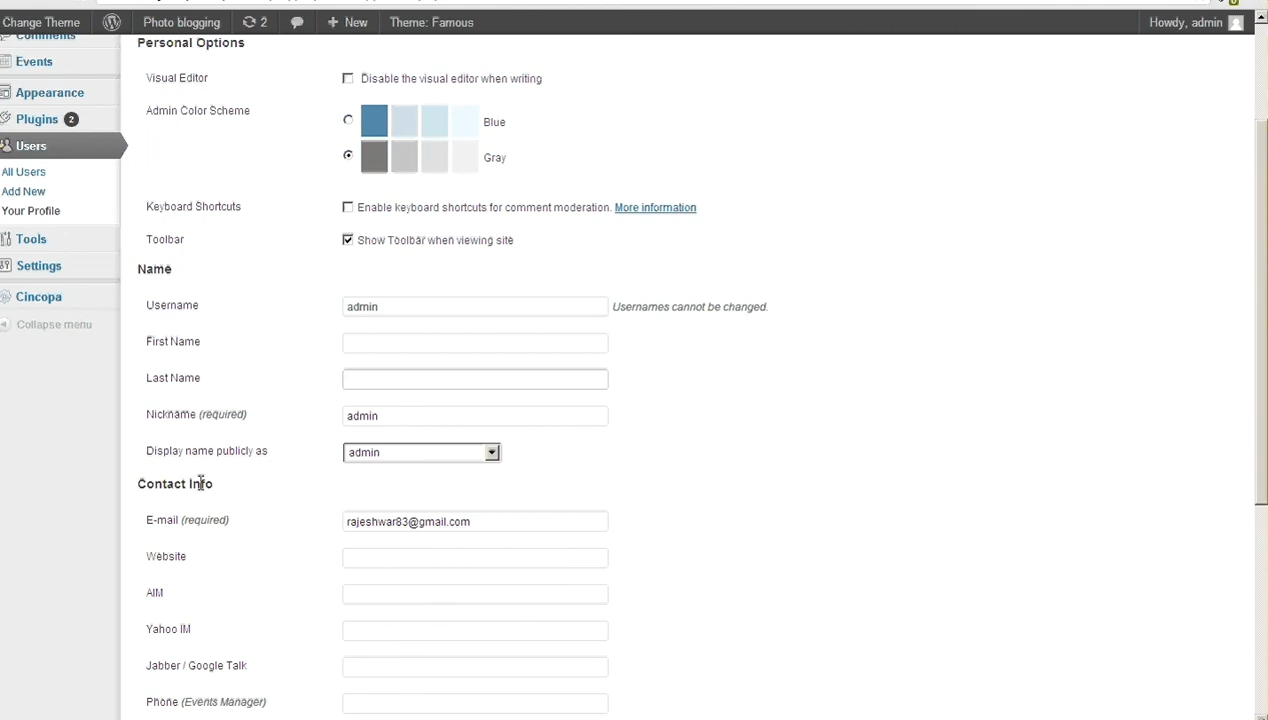 Change Theme Photo blogging 2 New Theme: Famous Howdy, admin
Comments
Events
Appearance
Plugins 2
Users
All Users
Add New
Your Profile
Tools
Settings
Cincopa
Collapse menu
Personal Options
Visual Editor Disable the visual editor when writing
Admin Color Scheme
Blue
Gray
Keyboard Shortcuts Enable keyboard shortcuts for comment moderation. More information
Toolbar Show Toolbar when viewing site
Name
Username admin Usernames cannot be changed.
First Name
Last Name
Nickname (required) admin
Display name publicly as admin
Contact Info
E-mail (required) rajeshwar83@gmail.com
Website
AIM
Yahoo IM
Jabber / Google Talk
Phone (Events Manager)